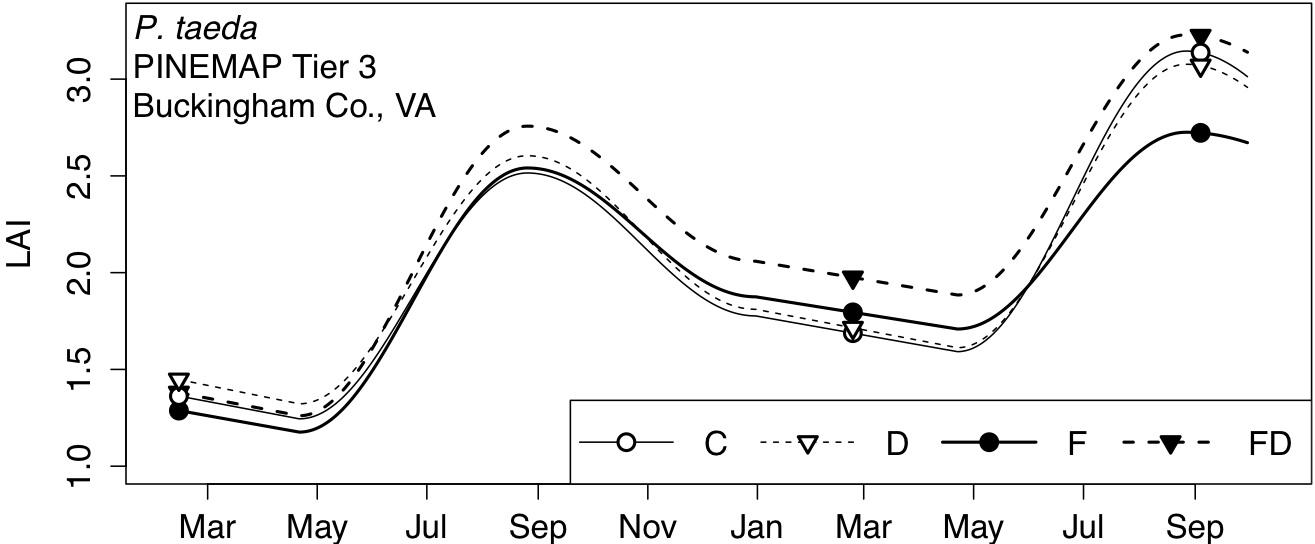 P. taeda
PINEMAP Tier 3
Buckingham Co., VA
LAI
3.0
2.5
2.0
1.5
1.0
C D F FD
Mar May Jul Sep Nov Jan Mar May Jul Sep